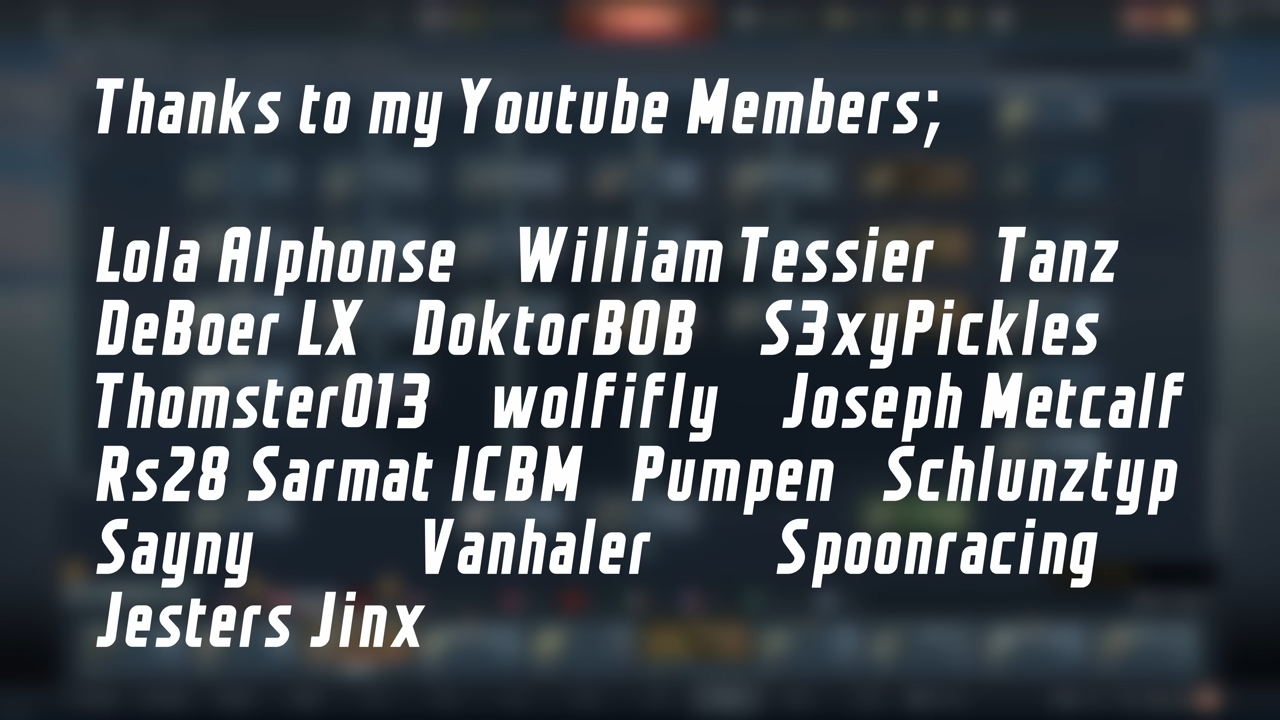 Thanks to my Youtube Members;
Lola Alphonse William Tessier Tanz
DeBoer LX DoktorBOB S3xyPickles
Thomster013 wolfifly Joseph Metcalf
Rs28 Sarmat ICBM Pumpen Schlunztyp
Sayny Vanhaler Spoonracing
Jesters Jinx